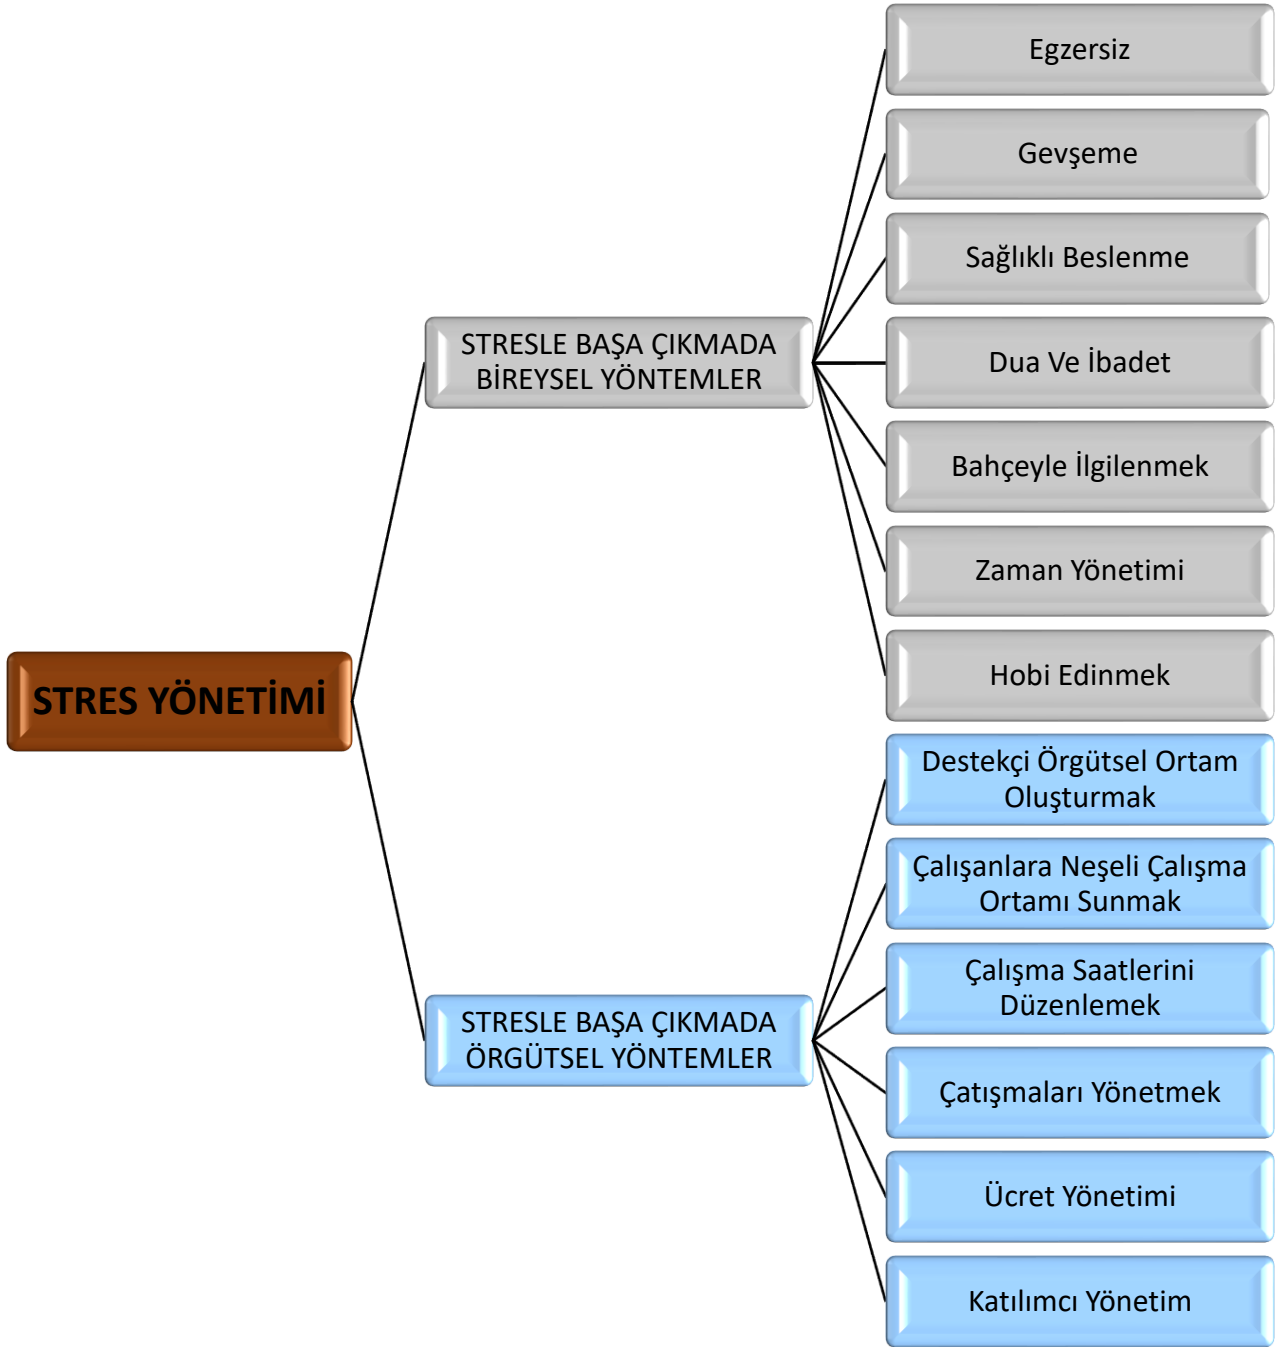 STRES YÖNETİMİ
STRESLE BAŞA ÇIKMADA
BİREYSEL YÖNTEMLER
Egzersiz
Gevşeme
Sağlıklı Beslenme
Dua Ve İbadet
Bahçeyle İlgilenmek
Zaman Yönetimi
Hobi Edinmek
STRESLE BAŞA ÇIKMADA
ÖRGÜTSEL YÖNTEMLER
Destekçi Örgütsel Ortam
Oluşturmak
Çalışanlara Neşeli Çalışma
Ortamı Sunmak
Çalışma Saatlerini
Düzenlemek
Çatışmaları Yönetmek
Ücret Yönetimi
Katılımcı Yönetim